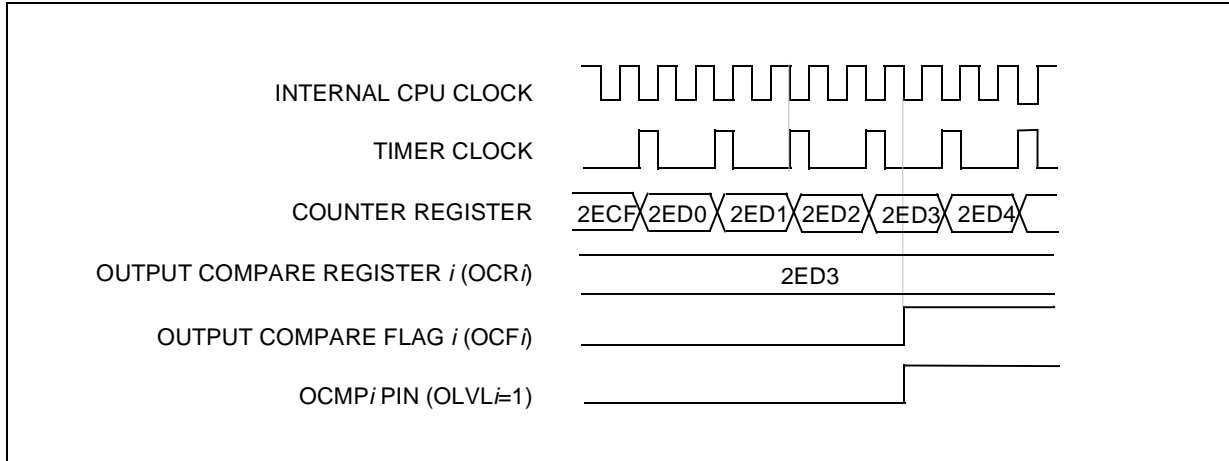 INTERNAL CPU CLOCK
TIMER CLOCK
COUNTER REGISTER 2ECF 2ED0 2ED1 2ED2 2ED3 2ED4
OUTPUT COMPARE REGISTER i (OCRi) 2ED3
OUTPUT COMPARE FLAG i (OCFi)
OCMPi PIN (OLVLi=1)